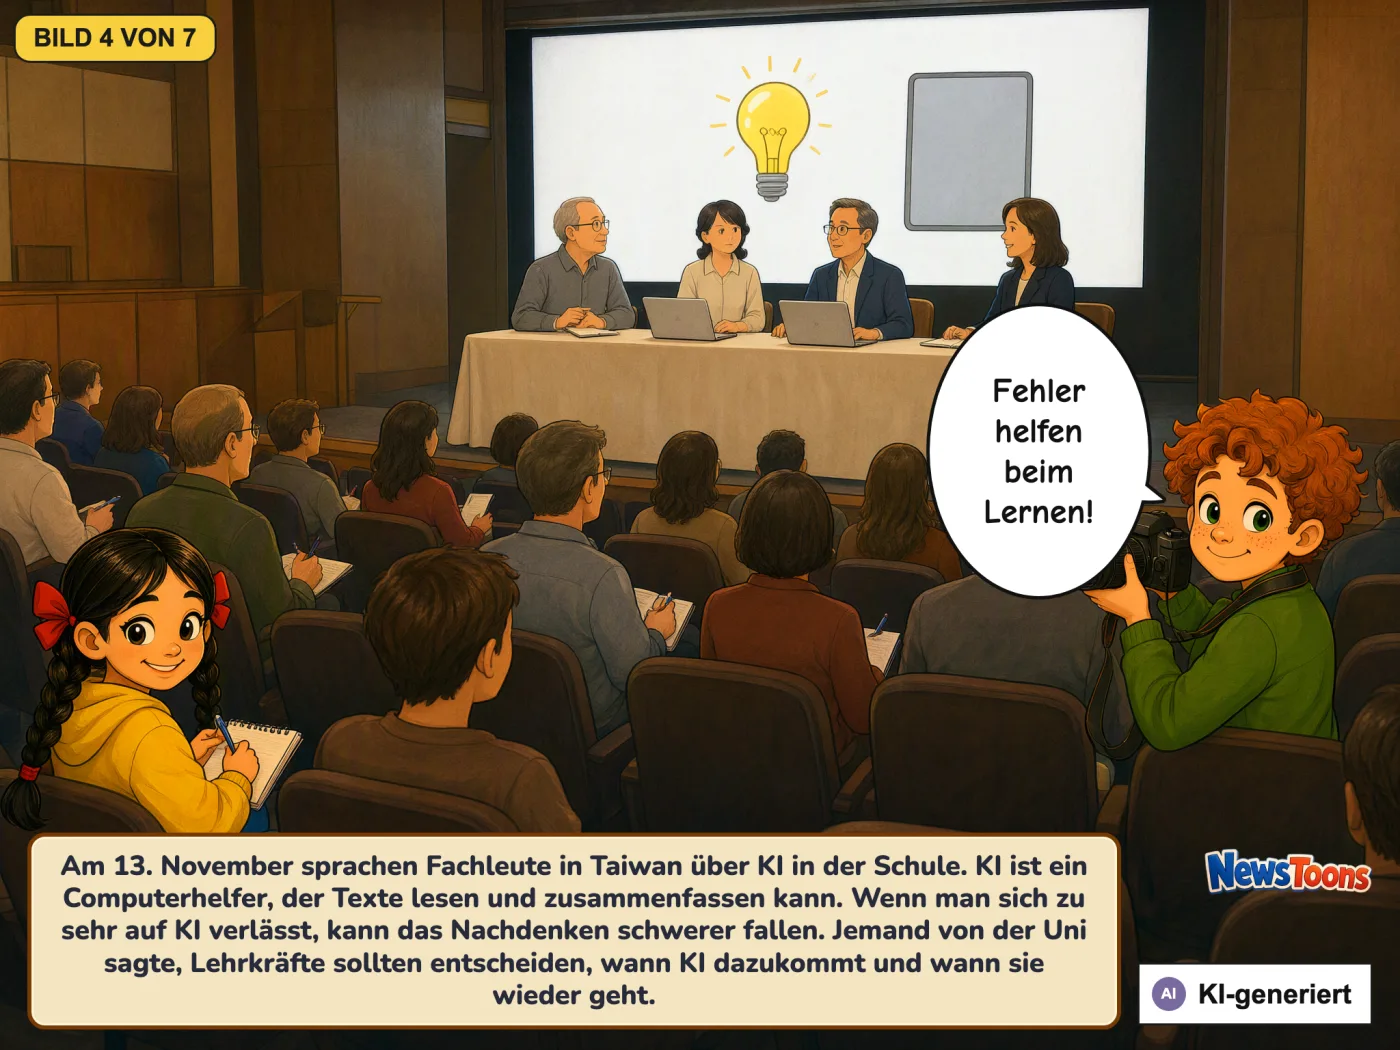 BILD 4 VON 7
Fehler
helfen
beim
Lernen!
Am 13. November sprachen Fachleute in Taiwan über KI in der Schule. KI ist ein
Computerhelfer, der Texte lesen und zusammenfassen kann. Wenn man sich zu
sehr auf KI verlässt, kann das Nachdenken schwerer fallen. Jemand von der Uni
sagte, Lehrkräfte sollten entscheiden, wann KI dazukommt und wann sie
wieder geht.
NEWSTOONS
AI KI-generiert